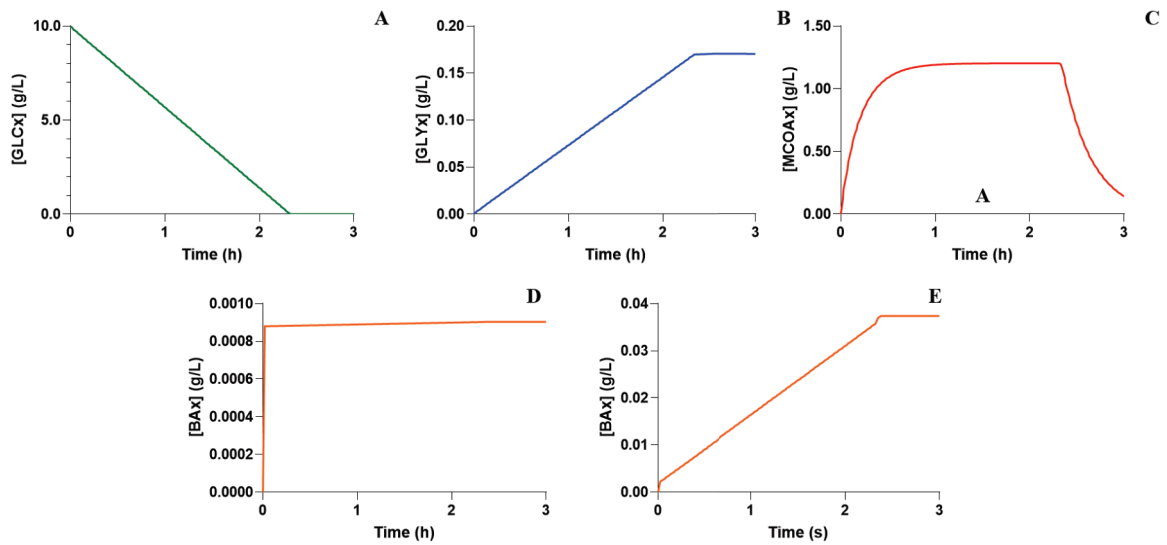 A
[GLCx] (g/L)
10.0
5.0
0.0
0
1
2
3
Time (h)
B
[GLYx] (g/L)
0.20
0.15
0.10
0.05
0.00
0
1
2
3
Time (h)
C
[MCOAx] (g/L)
1.50
1.00
0.50
0.00
A
0
1
2
3
Time (h)
D
[BAx] (g/L)
0.0010
0.0008
0.0006
0.0004
0.0002
0.0000
0
1
2
3
Time (h)
E
[BAx] (g/L)
0.04
0.03
0.02
0.01
0.00
0
1
2
3
Time (s)